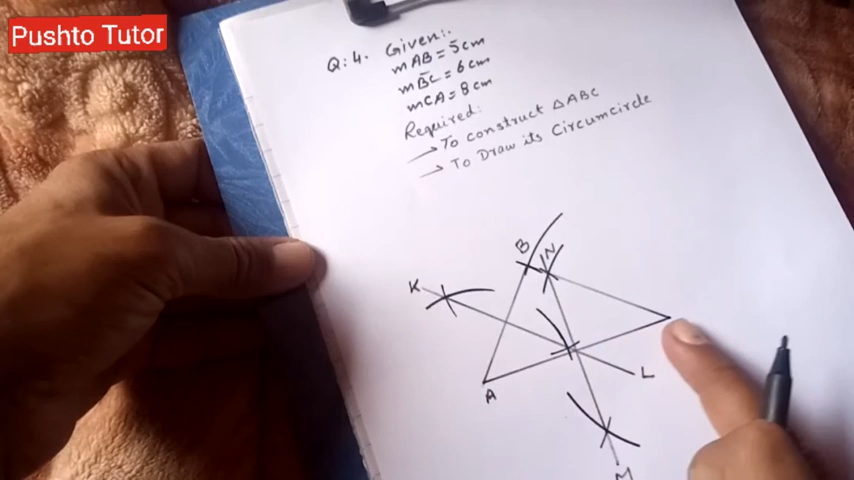 Pushto Tutor
Q:4. Given:.
mAB = 5cm
mBC = 6cm
mCA = 8cm
Required:
→ To construct △ABC
→ To Draw its Circumcircle
B
N
K
L
A
M